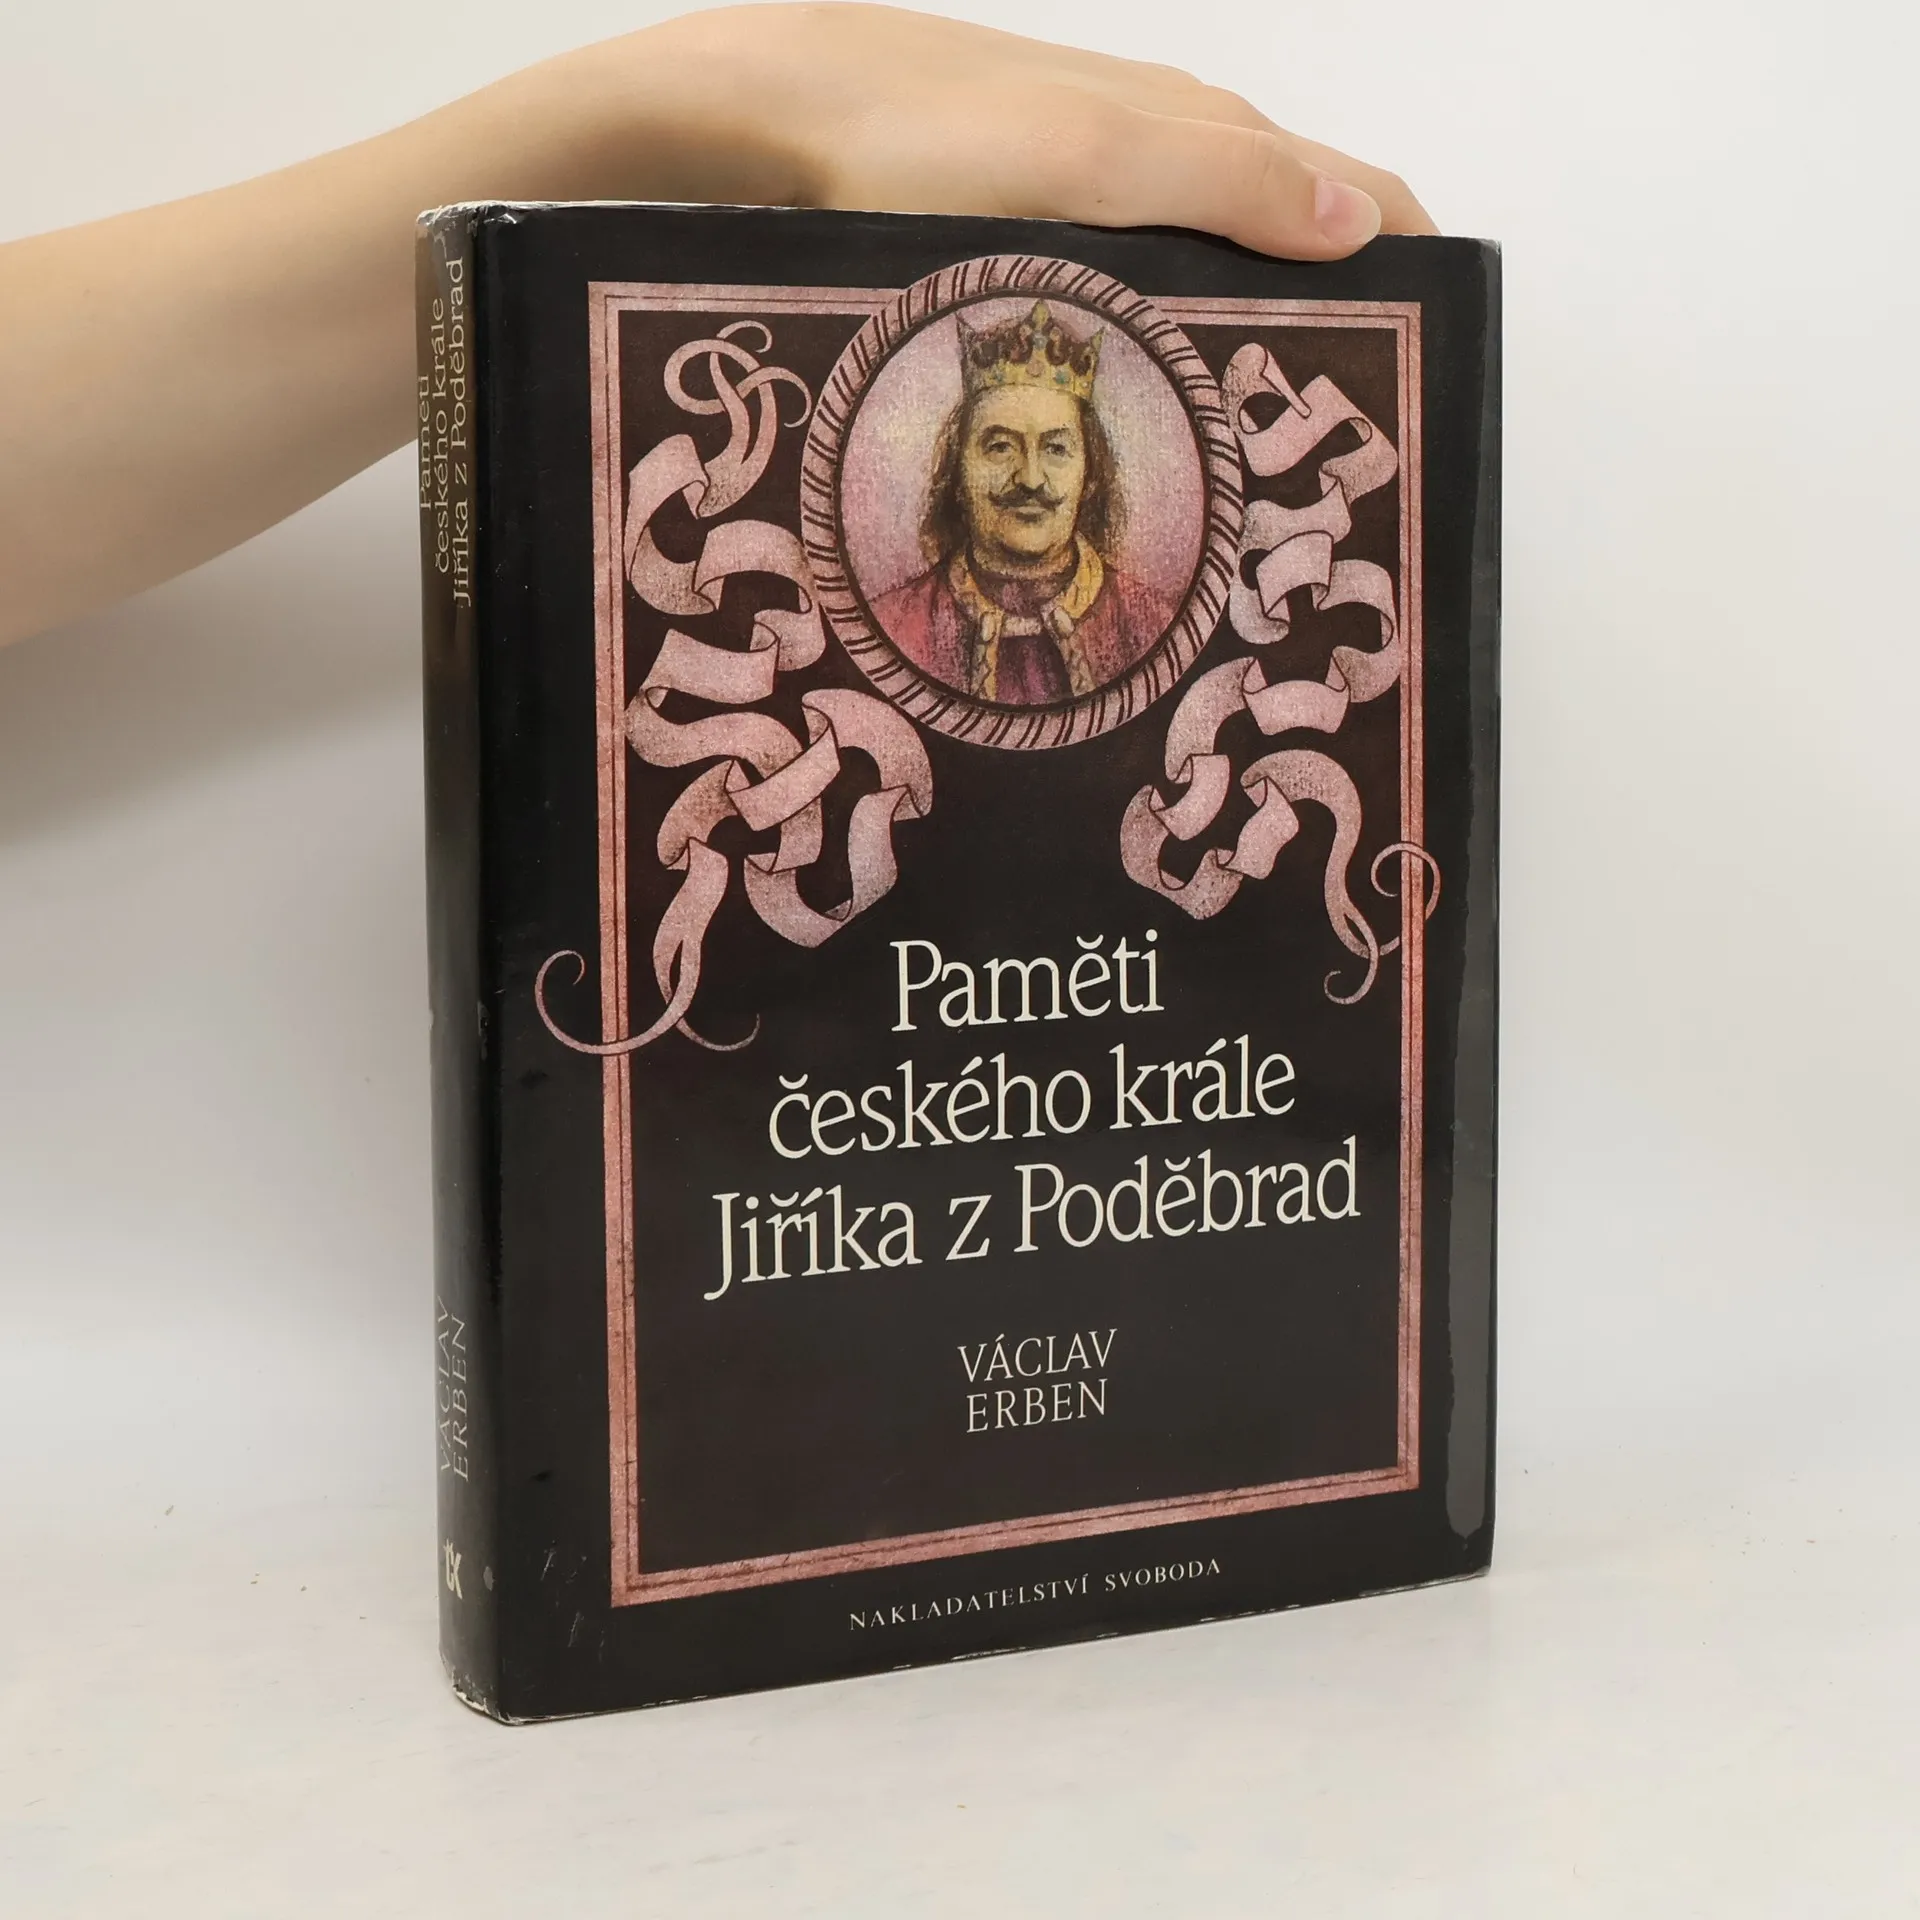 Paměti
českého krále
Jiříka z Poděbrad
VÁCLAV
ERBEN
Paměti
českého krále
Jiříka z Poděbrad
VÁCLAV
ERBEN
NAKLADATELSTVÍ SVOBODA